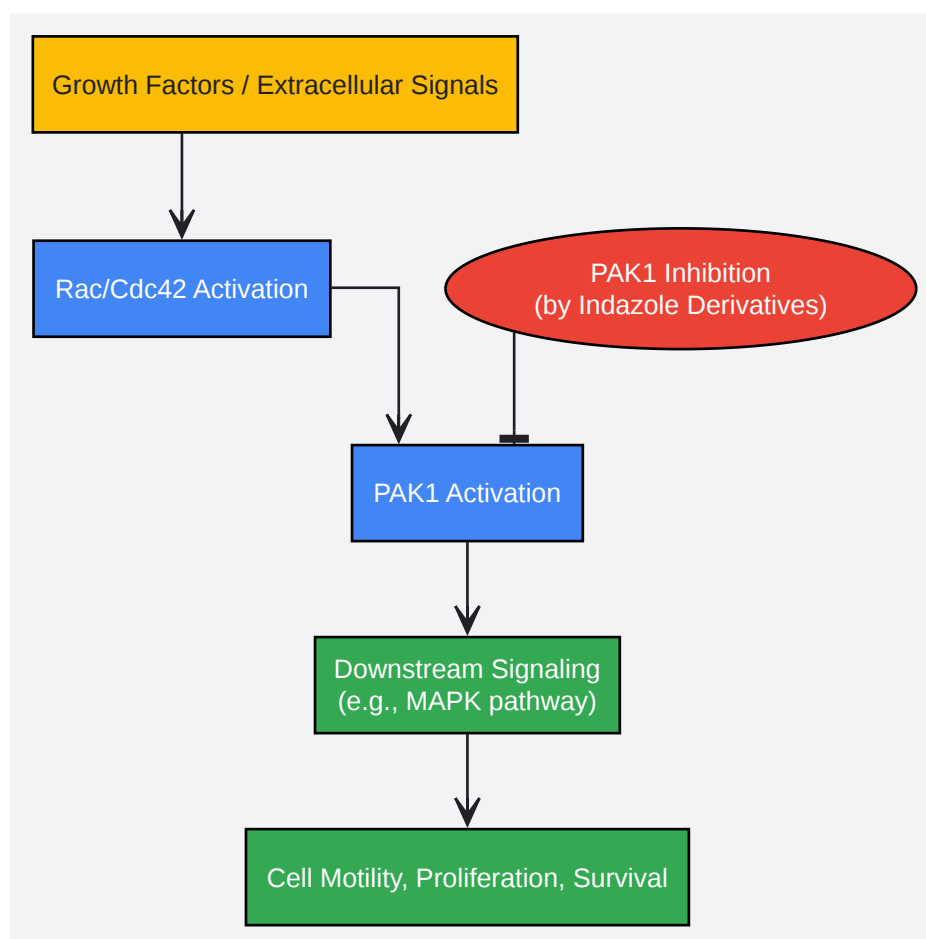 Growth Factors / Extracellular Signals
Rac/Cdc42 Activation
PAK1 Inhibition
(by Indazole Derivatives)
PAK1 Activation
Downstream Signaling
(e.g., MAPK pathway)
Cell Motility, Proliferation, Survival